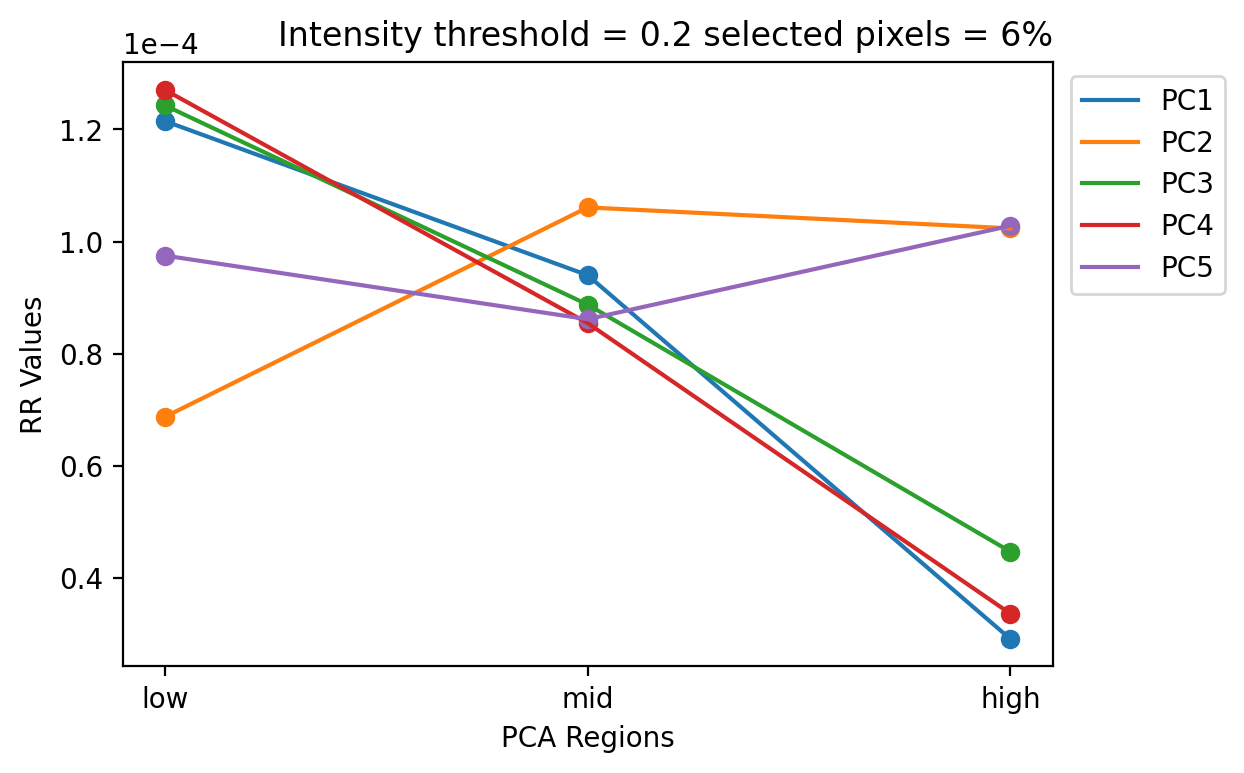 Intensity threshold = 0.2 selected pixels = 6%
1e−4
1.2
1.0
0.8
0.6
0.4
RR Values
low mid high
PCA Regions
PC1
PC2
PC3
PC4
PC5